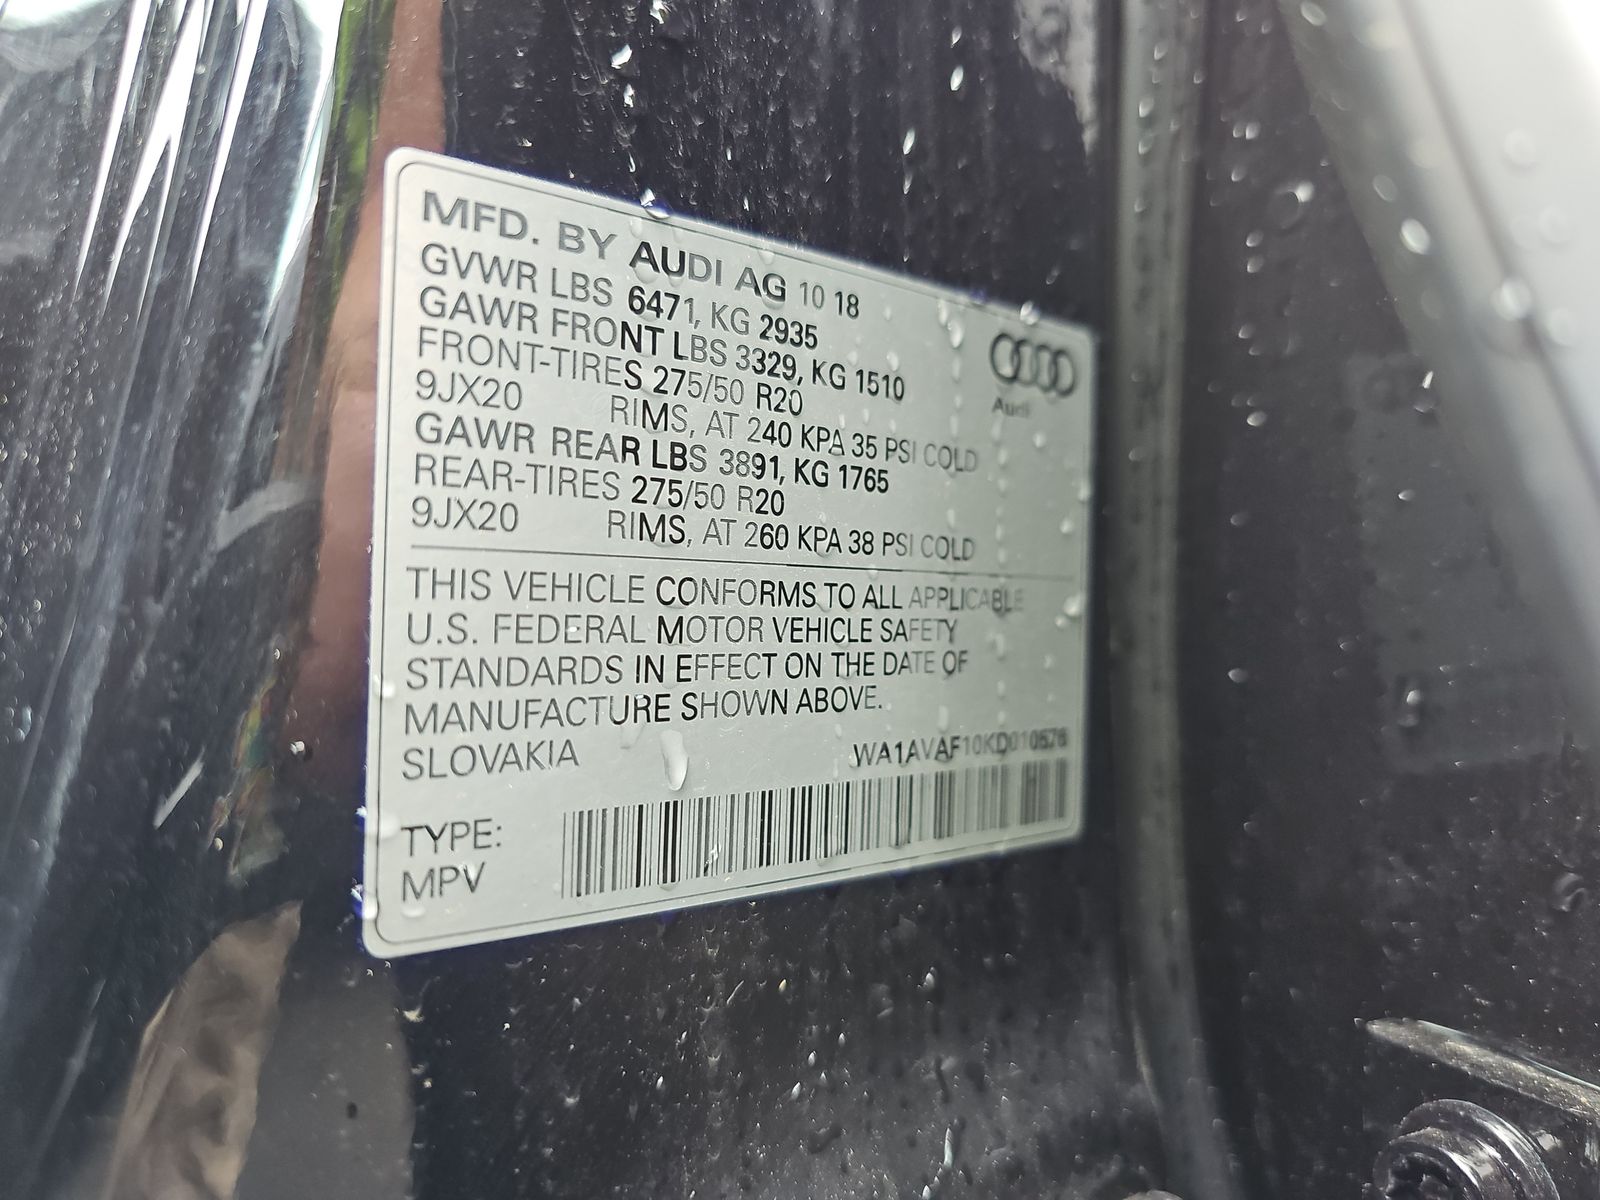 MFD. BY AUDI AG 10 18
GVWR LBS 6471, KG 2935
GAWR FRONT LBS 3329, KG 1510
FRONT-TIRES 275/50 R20
9JX20 RIMS, AT 240 KPA 35 PSI COLD
GAWR REAR LBS 3891, KG 1765
REAR-TIRES 275/50 R20
9JX20 RIMS, AT 260 KPA 38 PSI COLD
Audi
THIS VEHICLE CONFORMS TO ALL APPLICABLE
U.S. FEDERAL MOTOR VEHICLE SAFETY
STANDARDS IN EFFECT ON THE DATE OF
MANUFACTURE SHOWN ABOVE.
SLOVAKIA
TYPE:
MPV